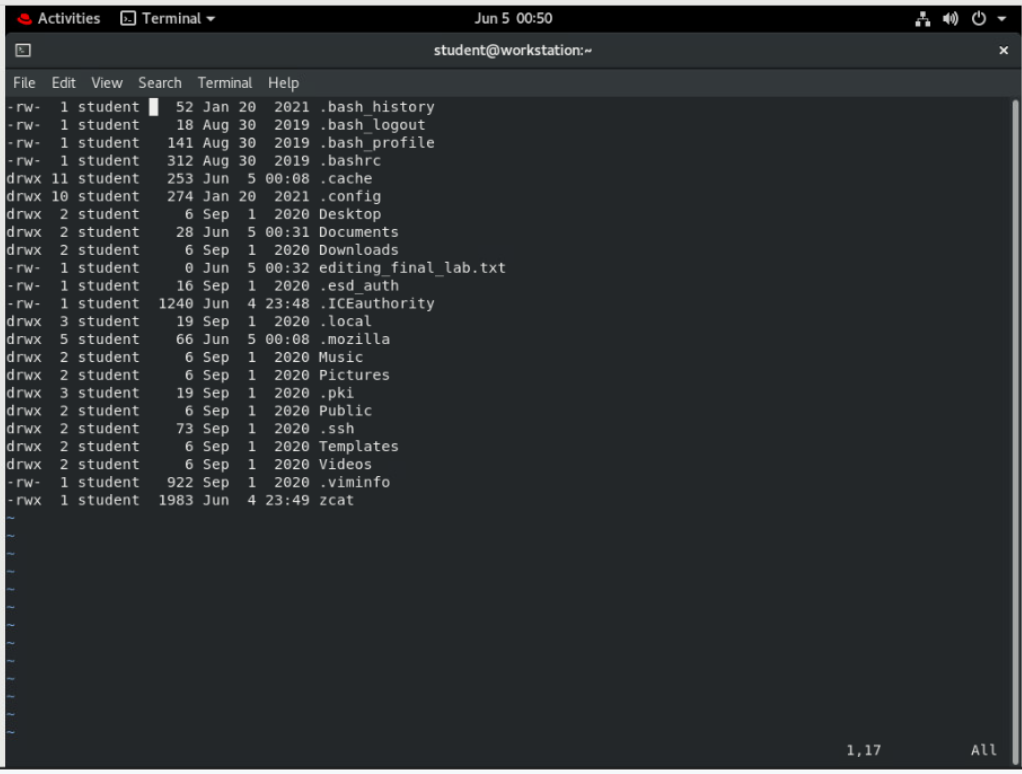 Activities Terminal Jun 5 00:50
student@workstation:~
File Edit View Search Terminal Help
-rw-  1 student    52 Jan 20  2021 .bash_history
-rw-  1 student    18 Aug 30  2019 .bash_logout
-rw-  1 student   141 Aug 30  2019 .bash_profile
-rw-  1 student   312 Aug 30  2019 .bashrc
drwx 11 student   253 Jun  5 00:08 .cache
drwx 10 student   274 Jan 20  2021 .config
drwx  2 student     6 Sep  1  2020 Desktop
drwx  2 student    28 Jun  5 00:31 Documents
drwx  2 student     6 Sep  1  2020 Downloads
-rw-  1 student     0 Jun  5 00:32 editing_final_lab.txt
-rw-  1 student    16 Sep  1  2020 .esd_auth
-rw-  1 student  1240 Jun  4 23:48 .ICEauthority
drwx  3 student    19 Sep  1  2020 .local
drwx  5 student    66 Jun  5 00:08 .mozilla
drwx  2 student     6 Sep  1  2020 Music
drwx  2 student     6 Sep  1  2020 Pictures
drwx  3 student    19 Sep  1  2020 .pki
drwx  2 student     6 Sep  1  2020 Public
drwx  2 student    73 Sep  1  2020 .ssh
drwx  2 student     6 Sep  1  2020 Templates
drwx  2 student     6 Sep  1  2020 Videos
-rw-  1 student   922 Sep  1  2020 .viminfo
-rwx  1 student  1983 Jun  4 23:49 zcat
~
~
~
~
~
~
~
~
~
~
~
~
~
1,17 All